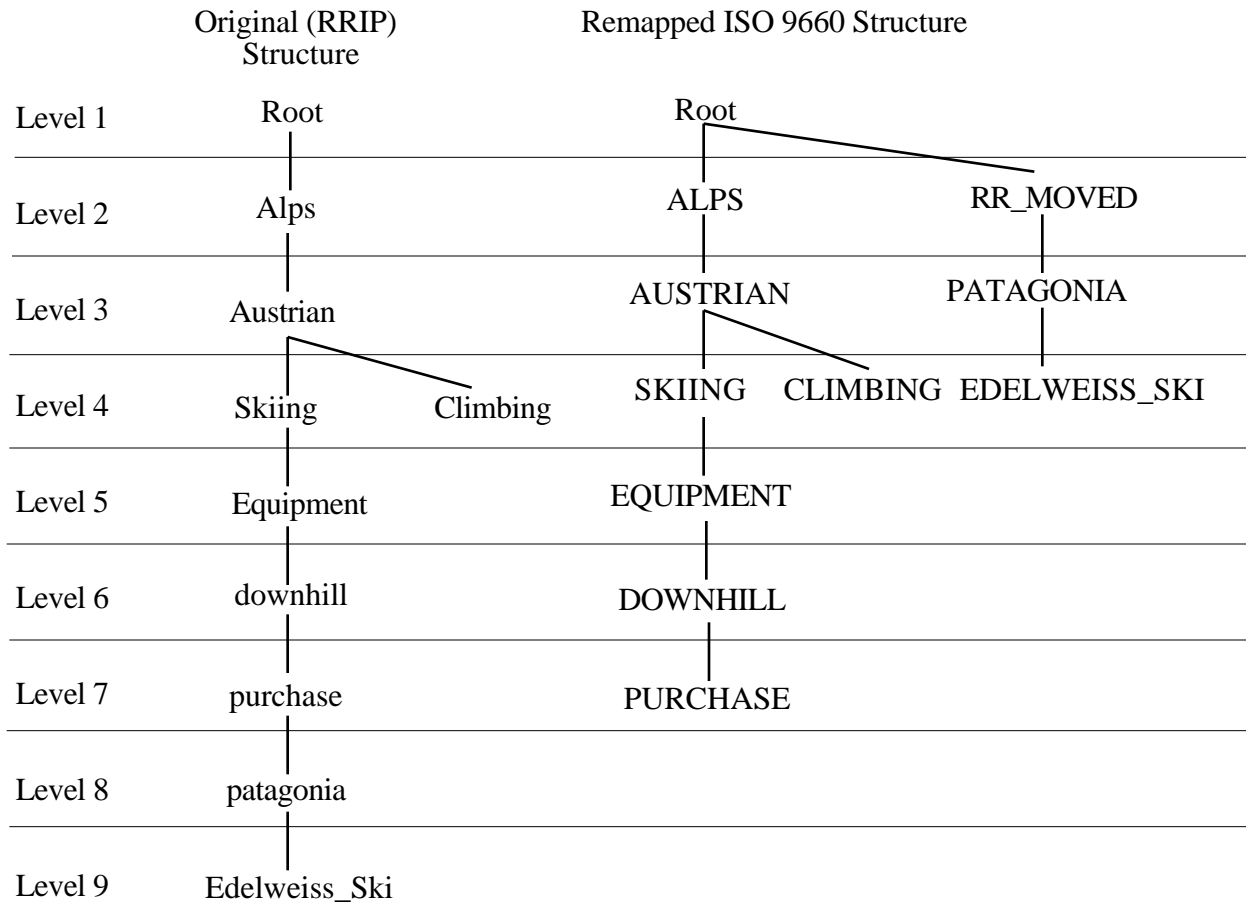 Original (RRIP)
Structure
Remapped ISO 9660 Structure
Level 1
Root
Root
Level 2
Alps
ALPS
RR_MOVED
Level 3
Austrian
AUSTRIAN
PATAGONIA
Level 4
Skiing
Climbing
SKIING
CLIMBING
EDELWEISS_SKI
Level 5
Equipment
EQUIPMENT
Level 6
downhill
DOWNHILL
Level 7
purchase
PURCHASE
Level 8
patagonia
Level 9
Edelweiss_Ski